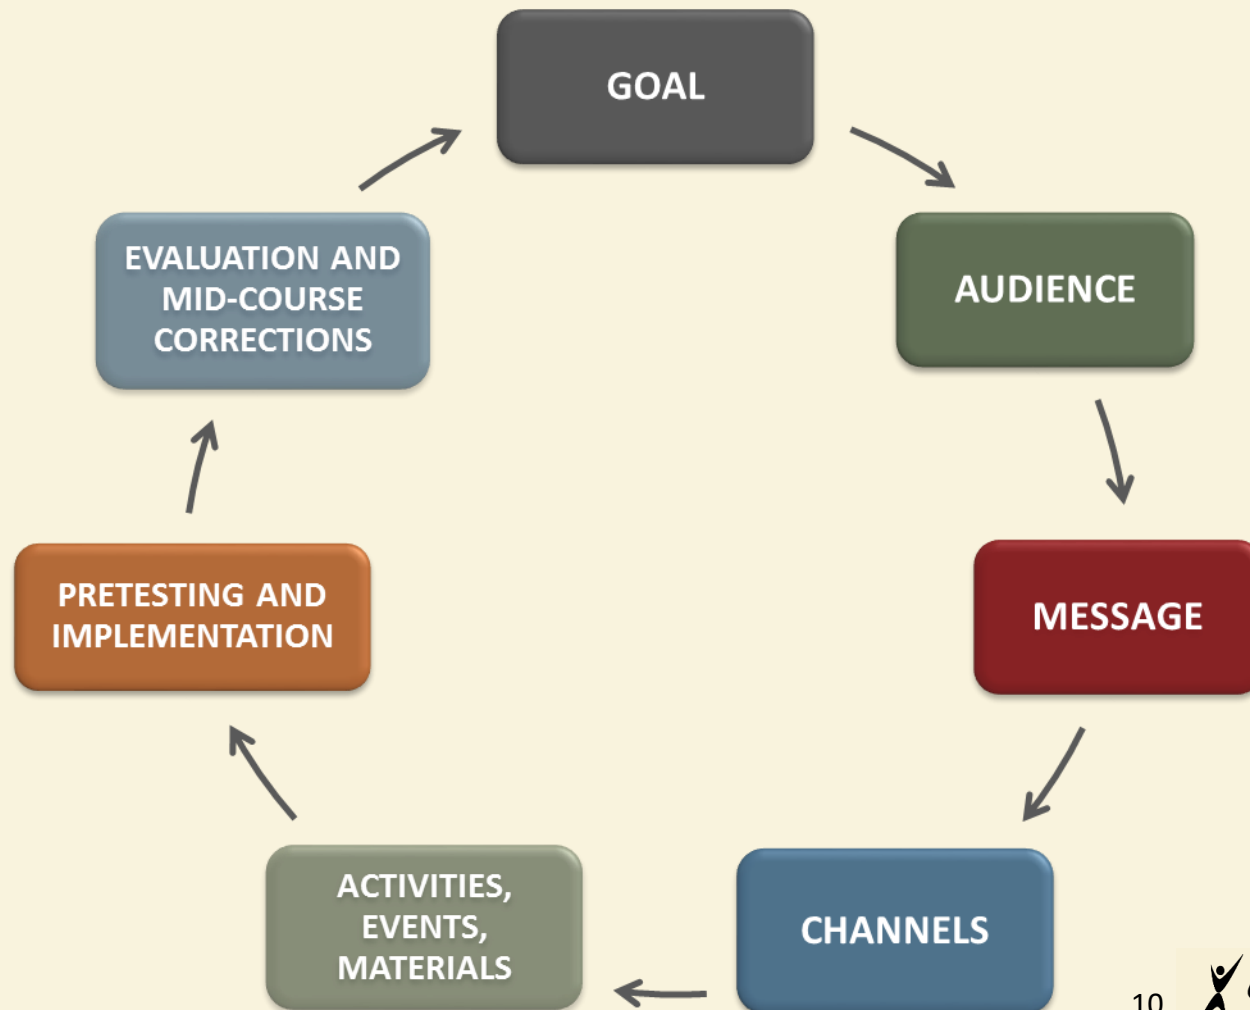 GOAL
AUDIENCE
MESSAGE
CHANNELS
ACTIVITIES,
EVENTS,
MATERIALS
PRETESTING AND
IMPLEMENTATION
EVALUATION AND
MID-COURSE
CORRECTIONS
10